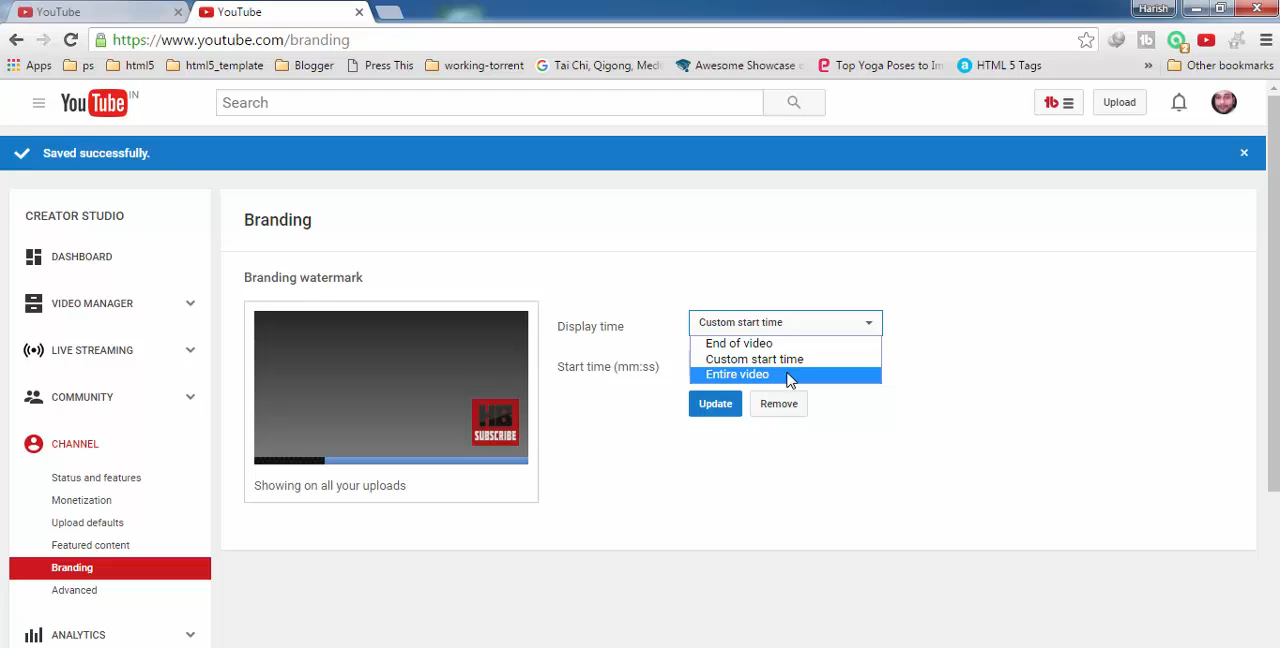 YouTube
YouTube
Harish
https://www.youtube.com/branding
Apps ps html5 html5_template Blogger Press This working-torrent Tai Chi, Qigong, Med Awesome Showcase Top Yoga Poses to Im HTML 5 Tags » Other bookmarks
YouTube IN
Search
Upload
Saved successfully.
CREATOR STUDIO
DASHBOARD
VIDEO MANAGER
LIVE STREAMING
COMMUNITY
CHANNEL
Status and features
Monetization
Upload defaults
Featured content
Branding
Advanced
ANALYTICS
Branding
Branding watermark
HB
SUBSCRIBE
Showing on all your uploads
Display time
Custom start time
End of video
Custom start time
Entire video
Start time (mm:ss)
Update
Remove